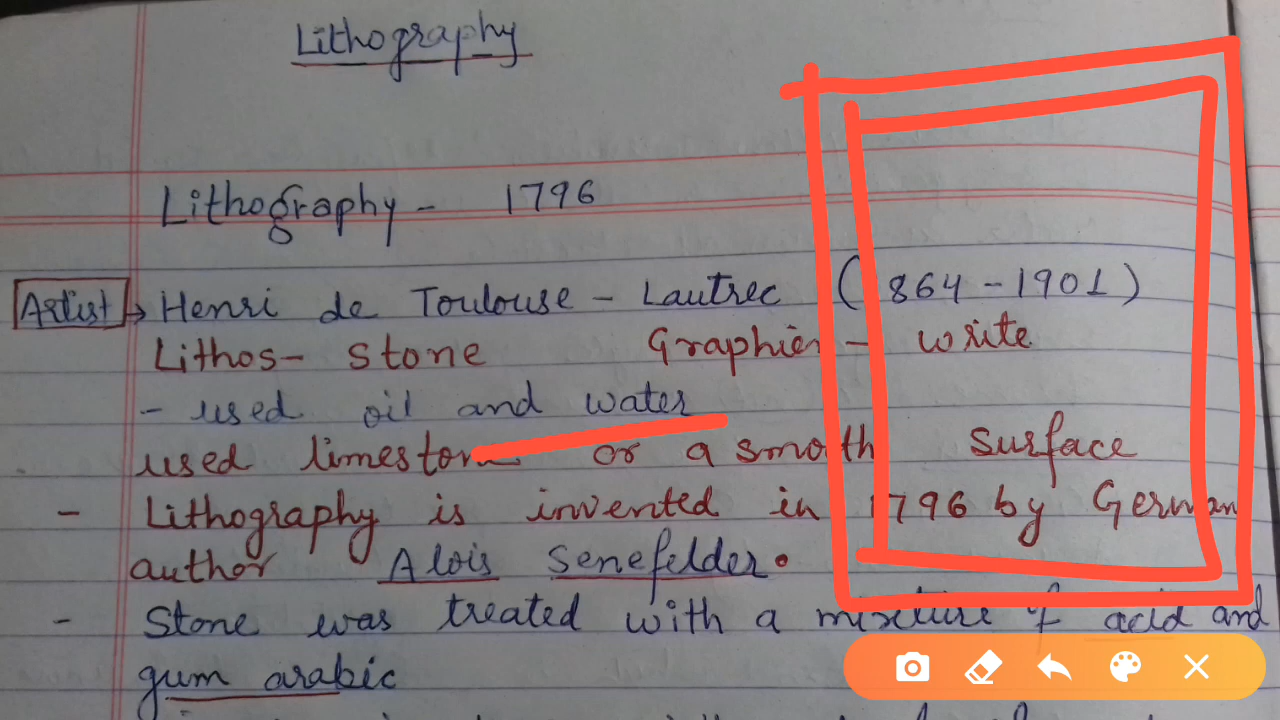 Lithography
Lithography - 1796
Artist → Henri de Toulouse - Lautrec (1864-1901)
Lithos - stone Graphien - write
- used oil and water
used limestone or a smooth surface
- Lithography is invented in 1796 by German
author Alois Senefelder.
- Stone was treated with a mixture of acid and
gum arabic